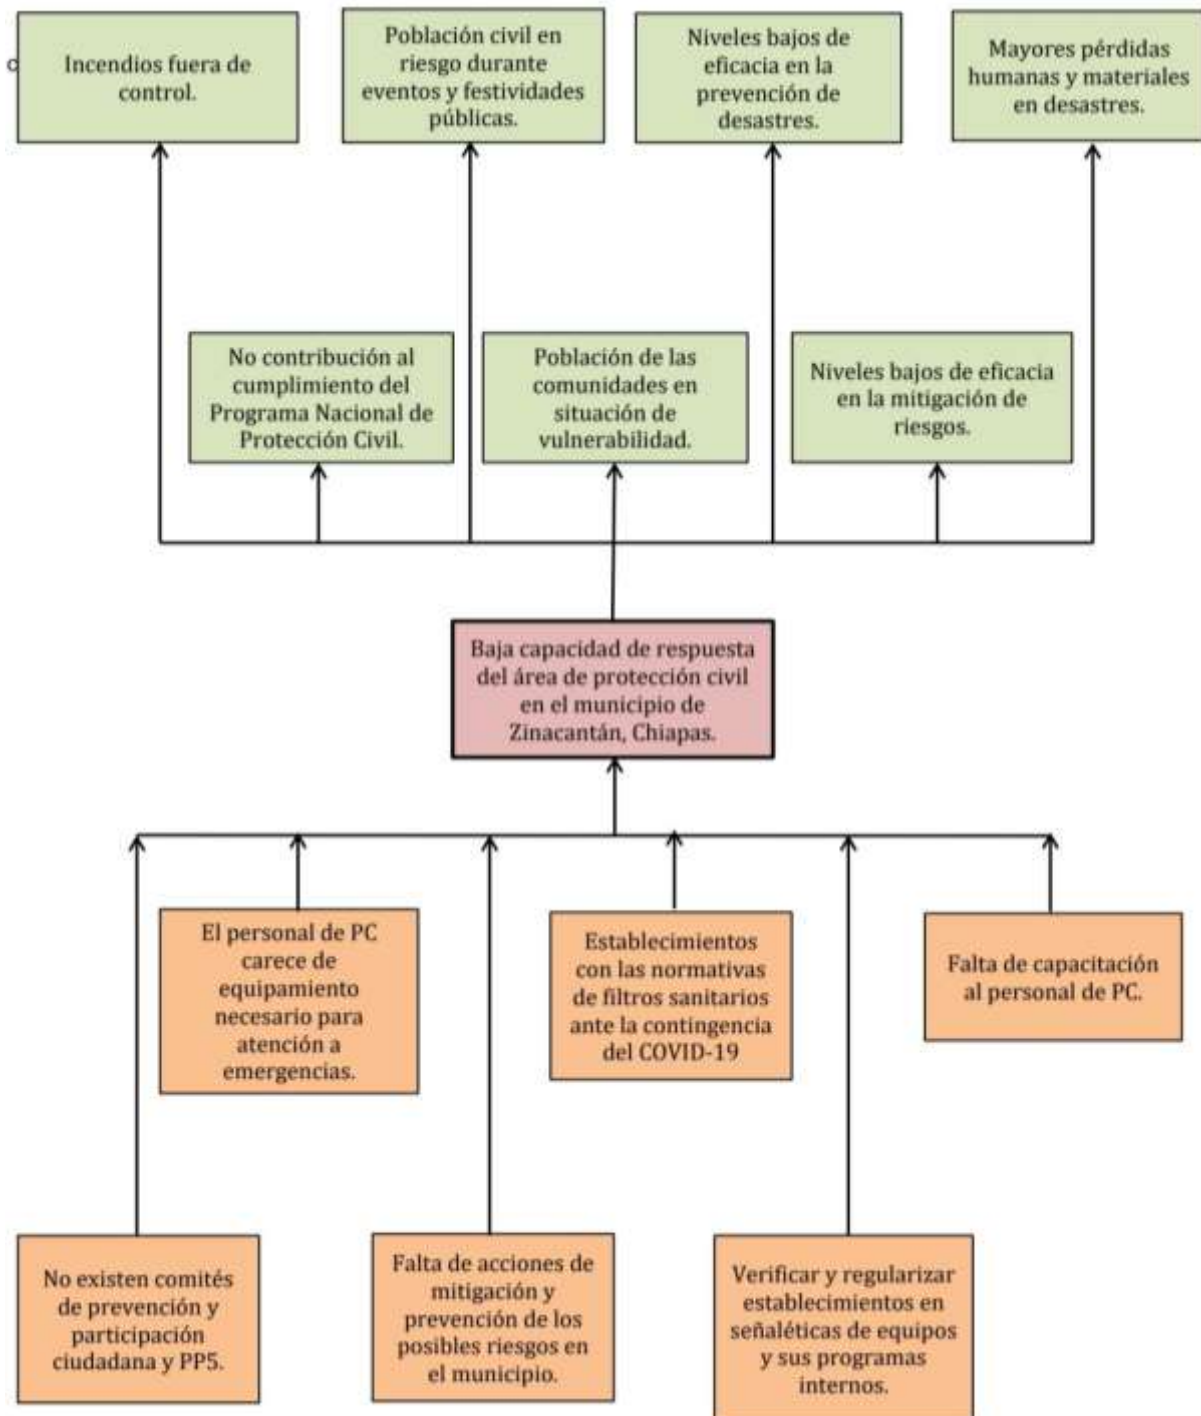 c
Incendios fuera de
control.
Población civil en
riesgo durante
eventos y festividades
públicas.
Niveles bajos de
eficacia en la
prevención de
desastres.
Mayores pérdidas
humanas y materiales
en desastres.
No contribución al
cumplimiento del
Programa Nacional de
Protección Civil.
Población de las
comunidades en
situación de
vulnerabilidad.
Niveles bajos de eficacia
en la mitigación de
riesgos.
Baja capacidad de respuesta
del área de protección civil
en el municipio de
Zinacantán, Chiapas.
El personal de PC
carece de
equipamiento
necesario para
atención a
emergencias.
Establecimientos
con las normativas
de filtros sanitarios
ante la contingencia
del COVID-19
Falta de capacitación
al personal de PC.
No existen comités
de prevención y
participación
ciudadana y PP5.
Falta de acciones de
mitigación y
prevención de los
posibles riesgos en
el municipio.
Verificar y regularizar
establecimientos en
señaléticas de equipos
y sus programas
internos.